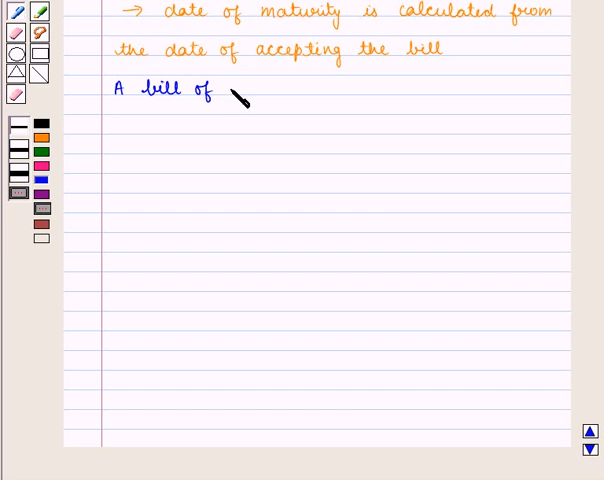 → date of maturity is calculated from
the date of accepting the bill
A bill of